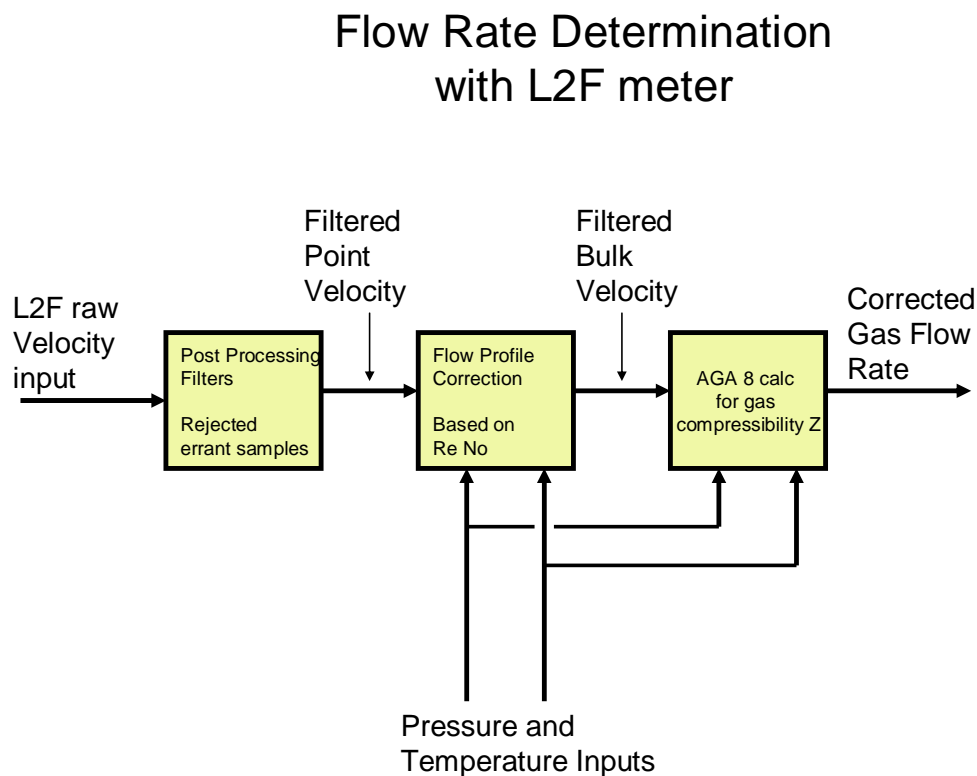 Flow Rate Determination
with L2F meter
Filtered
Point
Velocity
Filtered
Bulk
Velocity
L2F raw
Velocity
input
Corrected
Gas Flow
Rate
Post Processing
Filters
Rejected
errant samples
Flow Profile
Correction
Based on
Re No
AGA 8 calc
for gas
compressibility Z
Pressure and
Temperature Inputs